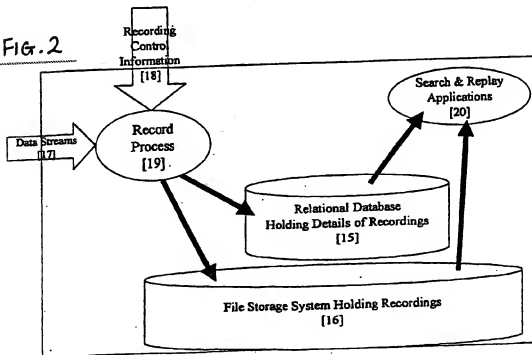 FIG. 2
Recording
Control
Information
[18]
Search & Replay
Applications
[20]
Data Streams
[17]
Record
Process
[19]
Relational Database
Holding Details of Recordings
[15]
File Storage System Holding Recordings
[16]